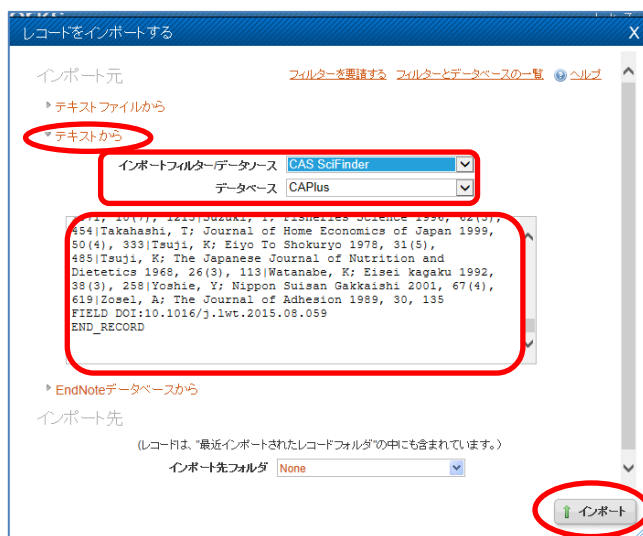 レコードをインポートする X
インポート元
フィルターを要請する フィルターとデータベースの一覧 ヘルプ
テキストファイルから
テキストから
インポートフィルター/データソース CAS SciFinder
データベース CAPlus
454|Takahashi, T; Journal of Home Economics of Japan 1999,
50(4), 333|Tsuji, K; Eiyo To Shokuryo 1978, 31(5),
485|Tsuji, K; The Japanese Journal of Nutrition and
Dietetics 1968, 26(3), 113|Watanabe, K; Eisei kagaku 1992,
38(3), 258|Yoshie, Y; Nippon Suisan Gakkaishi 2001, 67(4),
619|Zosel, A; The Journal of Adhesion 1989, 30, 135
FIELD DOI:10.1016/j.lwt.2015.08.059
END_RECORD
EndNoteデータベースから
インポート先
(レコードは、"最近インポートされたレコードフォルダ"の中にも含まれています。)
インポート先フォルダ None
インポート